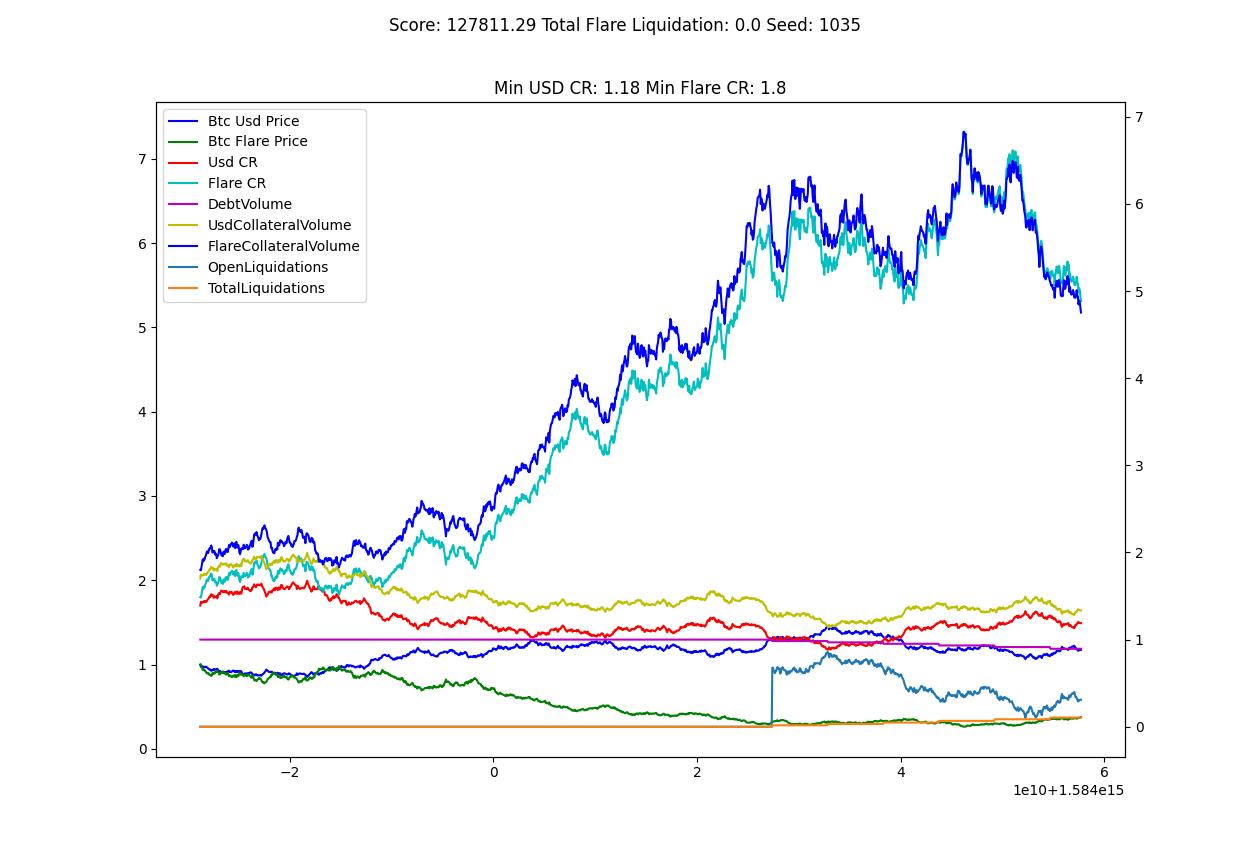 Score: 127811.29 Total Flare Liquidation: 0.0 Seed: 1035
Min USD CR: 1.18 Min Flare CR: 1.8
Btc Usd Price
Btc Flare Price
Usd CR
Flare CR
DebtVolume
UsdCollateralVolume
FlareCollateralVolume
OpenLiquidations
TotalLiquidations
7
6
5
4
3
2
1
0
7
6
5
4
3
2
1
0
−2
0
2
4
6
1e10+1.584e15